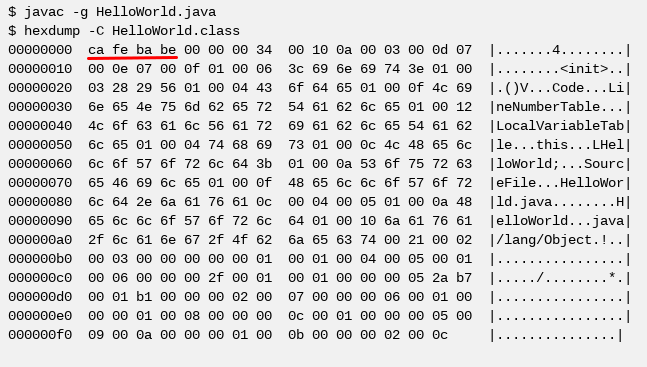 $ javac -g HelloWorld.java
$ hexdump -C HelloWorld.class
00000000  ca fe ba be 00 00 00 34  00 10 0a 00 03 00 0d 07  |.......4........|
00000010  00 0e 07 00 0f 01 00 06  3c 69 6e 69 74 3e 01 00  |........<init>..|
00000020  03 28 29 56 01 00 04 43  6f 64 65 01 00 0f 4c 69  |.()V...Code...Li|
00000030  6e 65 4e 75 6d 62 65 72  54 61 62 6c 65 01 00 12  |neNumberTable...|
00000040  4c 6f 63 61 6c 56 61 72  69 61 62 6c 65 54 61 62  |LocalVariableTab|
00000050  6c 65 01 00 04 74 68 69  73 01 00 0c 4c 48 65 6c  |le...this...LHel|
00000060  6c 6f 57 6f 72 6c 64 3b  01 00 0a 53 6f 75 72 63  |loWorld;...Sourc|
00000070  65 46 69 6c 65 01 00 0f  48 65 6c 6c 6f 57 6f 72  |eFile...HelloWor|
00000080  6c 64 2e 6a 61 76 61 0c  00 04 00 05 01 00 0a 48  |ld.java........H|
00000090  65 6c 6c 6f 57 6f 72 6c  64 01 00 10 6a 61 76 61  |elloWorld...java|
000000a0  2f 6c 61 6e 67 2f 4f 62  6a 65 63 74 00 21 00 02  |/lang/Object.!..|
000000b0  00 03 00 00 00 00 00 01  00 01 00 04 00 05 00 01  |................|
000000c0  00 06 00 00 00 2f 00 01  00 01 00 00 00 05 2a b7  |...../........*.|
000000d0  00 01 b1 00 00 00 02 00  07 00 00 00 06 00 01 00  |................|
000000e0  00 00 01 00 08 00 00 00  0c 00 01 00 00 00 05 00  |................|
000000f0  09 00 0a 00 00 00 01 00  0b 00 00 00 02 00 0c     |...............|